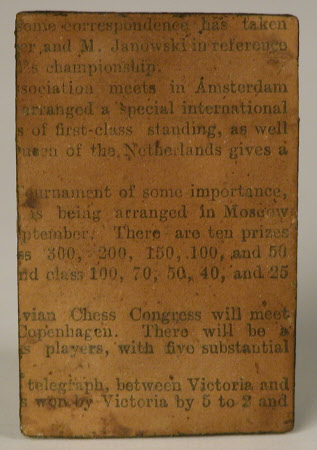 ome correspondence has taken
er and M. Janowski in reference
s championship.
sociation meets in Amsterdam
arranged a special international
s of first-class standing, as well
ueen of the Netherlands gives a
Tournament of some importance,
is being arranged in Moscow
ptember. There are ten prizes
es 300, 200, 150, 100, and 50
nd class 100, 70, 50, 40, and 25
vian Chess Congress will meet
Copenhagen. There will be a
s players, with five substantial
telegraph, between Victoria and
s won by Victoria by 5 to 2 and